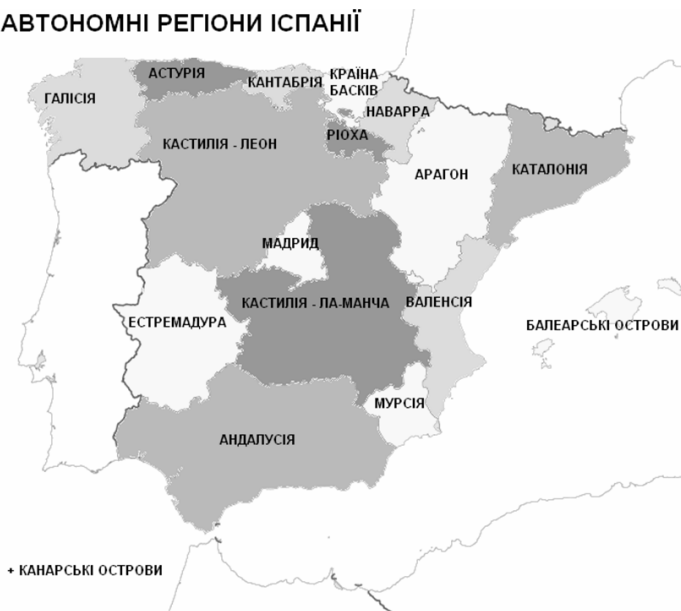 АВТОНОМНІ РЕГІОНИ ІСПАНІЇ
АСТУРІЯ
КАНТАБРІЯ
КРАЇНА
БАСКІВ
ГАЛІСІЯ
НАВАРРА
РІОХА
КАСТИЛІЯ - ЛЕОН
АРАГОН
КАТАЛОНІЯ
МАДРИД
КАСТИЛІЯ - ЛА-МАНЧА
ВАЛЕНСІЯ
ЕСТРЕМАДУРА
БАЛЕАРСЬКІ ОСТРОВИ
МУРСІЯ
АНДАЛУСІЯ
+ КАНАРСЬКІ ОСТРОВИ